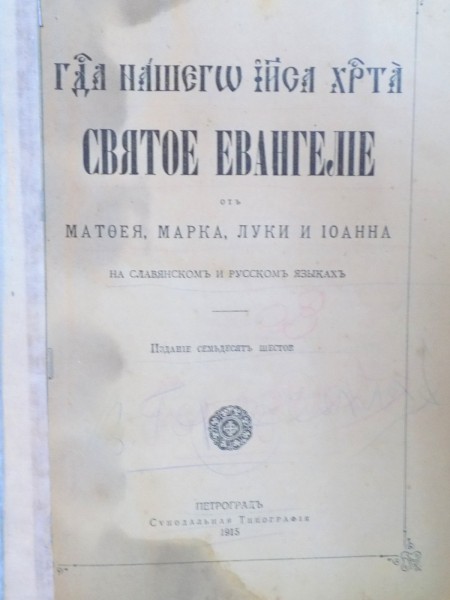 Гдⷭ҇а на́шегѡ і҆и҃са хрⷭ҇та̀
СВЯТОЕ ЕВАНГЕЛІЕ
отъ
МАТѲЕЯ, МАРКА, ЛУКИ И ІОАННА
НА СЛАВЯНСКОМЪ И РУССКОМЪ ЯЗЫКАХЪ
Изданіе семьдесятъ шестое
ПЕТРОГРАДЪ
Синодальная Типографія
1915